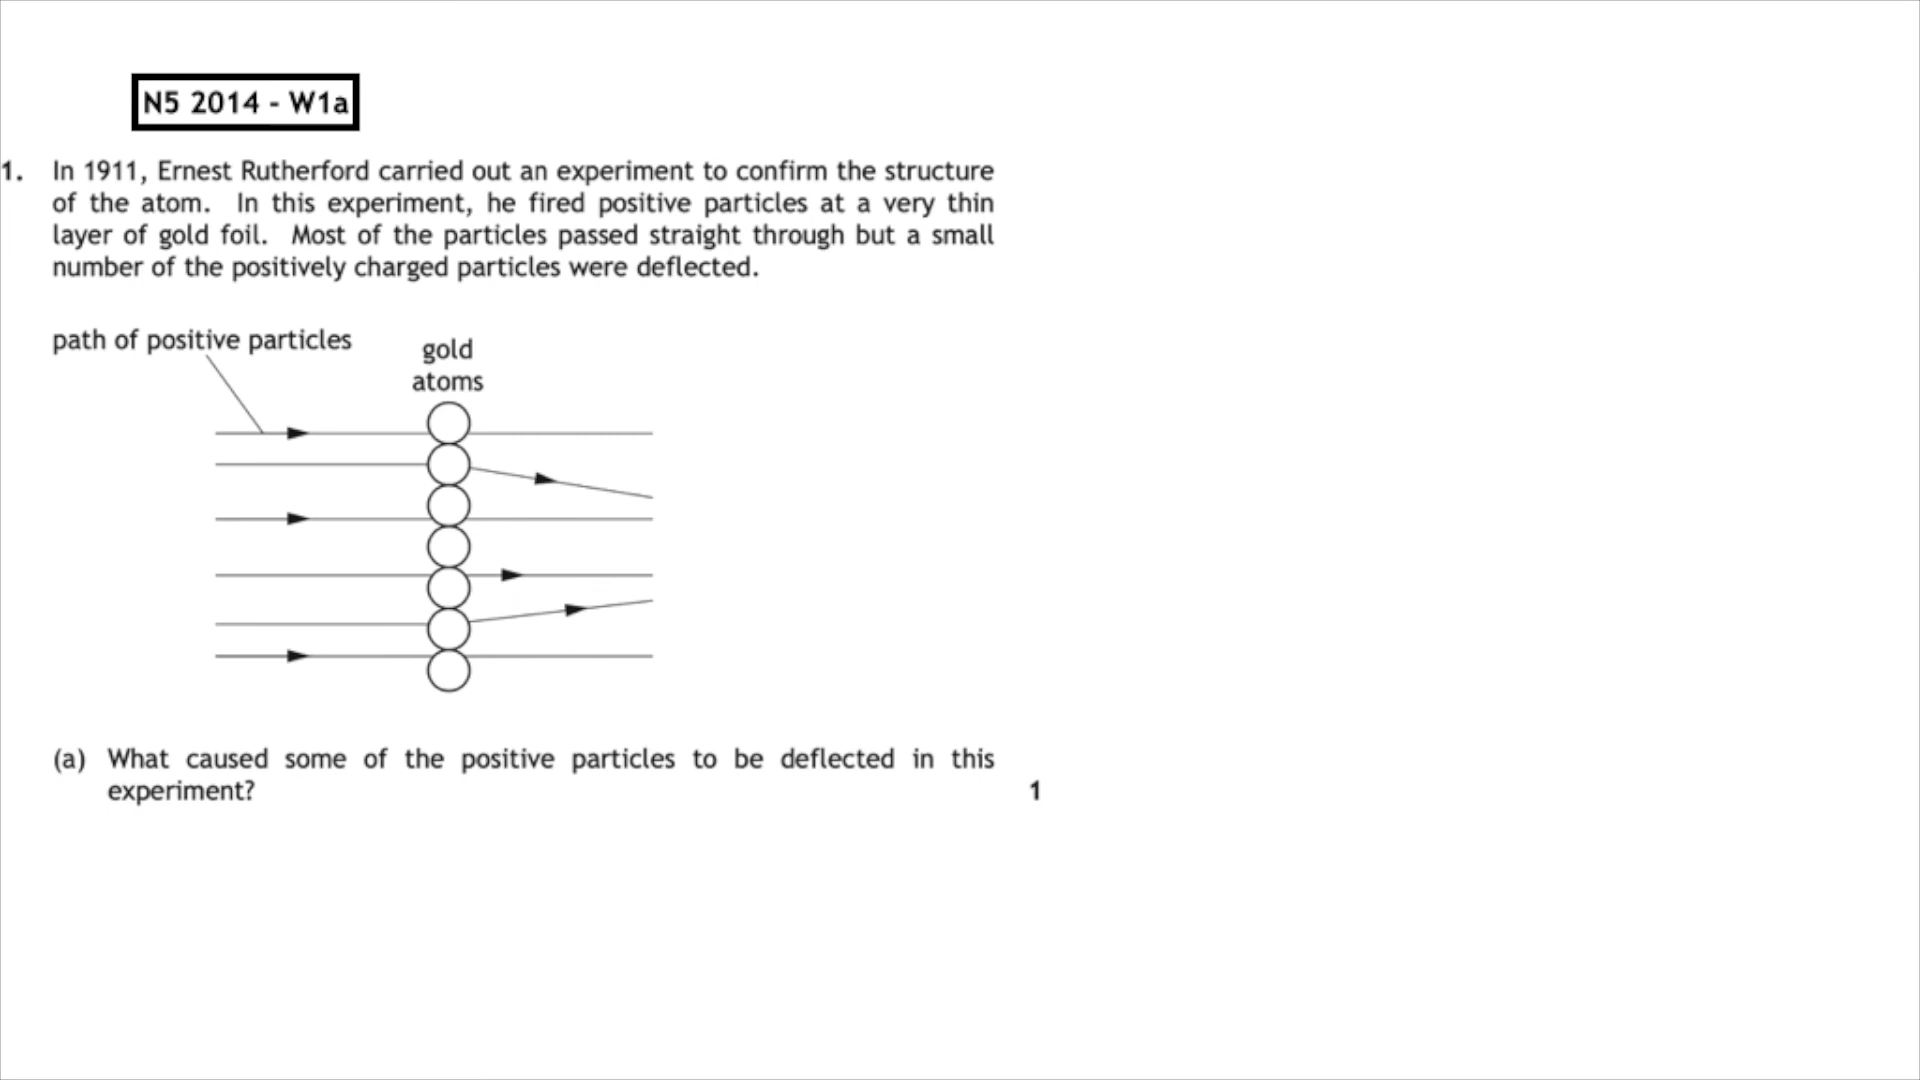 N5 2014 - W1a
1. In 1911, Ernest Rutherford carried out an experiment to confirm the structure
of the atom. In this experiment, he fired positive particles at a very thin
layer of gold foil. Most of the particles passed straight through but a small
number of the positively charged particles were deflected.
path of positive particles
gold
atoms
(a) What caused some of the positive particles to be deflected in this
experiment? 1